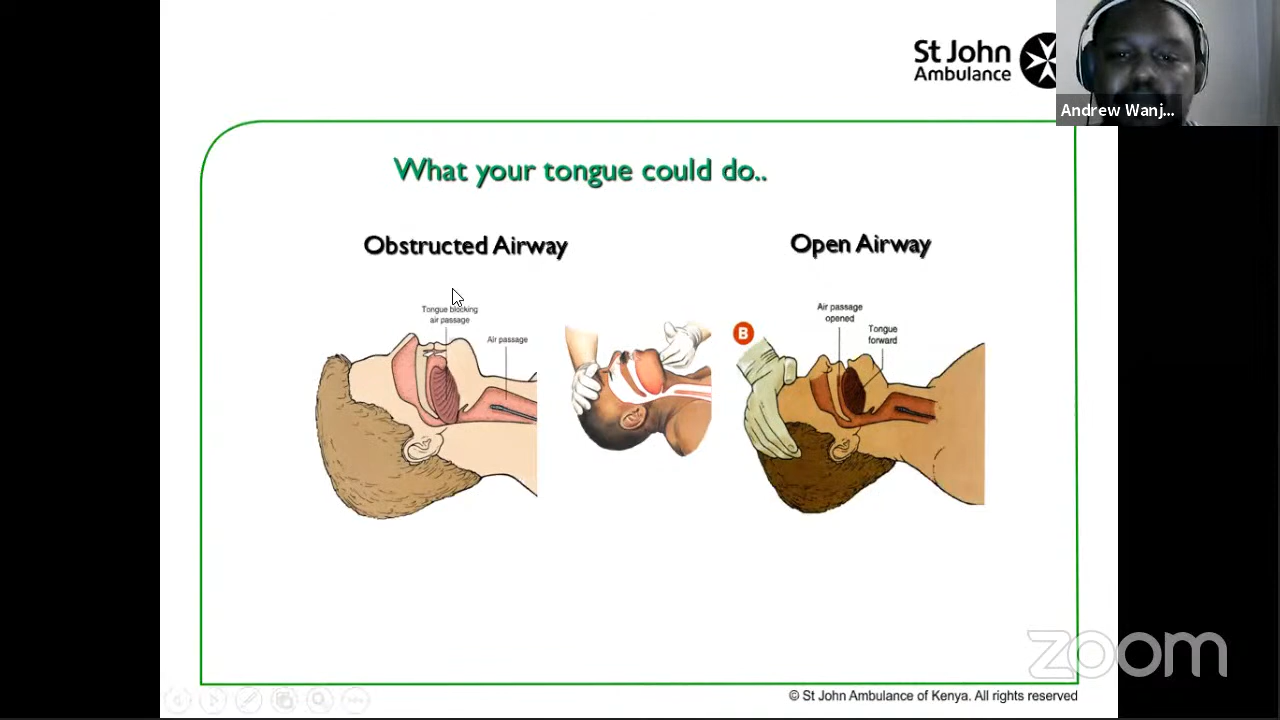 St John
Ambulance
Andrew Wanj...
What your tongue could do..
Obstructed Airway
Open Airway
Tongue blocking
air passage
Air passage
B
Air passage
opened
Tongue
forward
zoom
© St John Ambulance of Kenya. All rights reserved